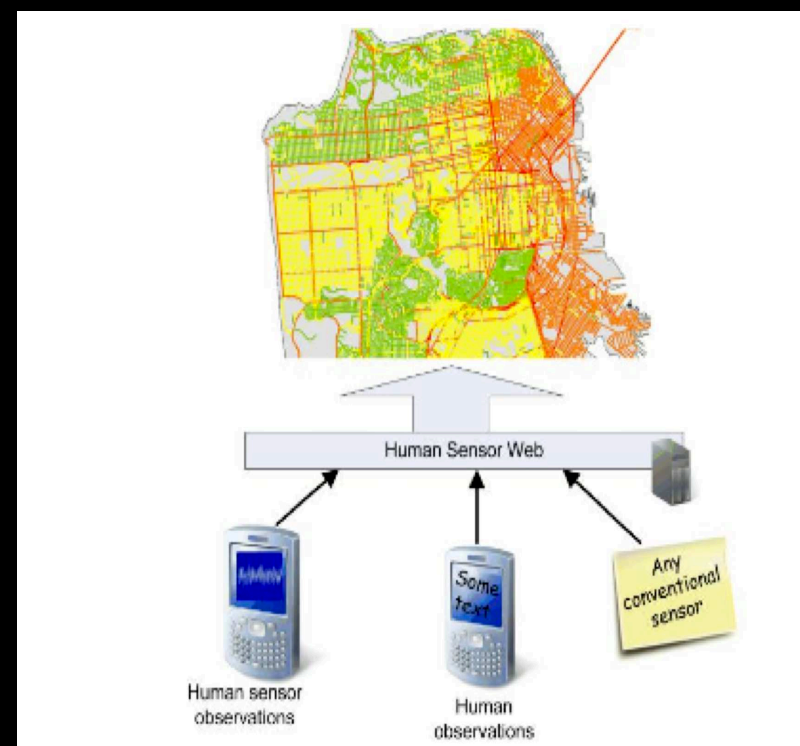 Human Sensor Web
Some
text
Any
conventional
sensor
Human sensor
observations
Human
observations